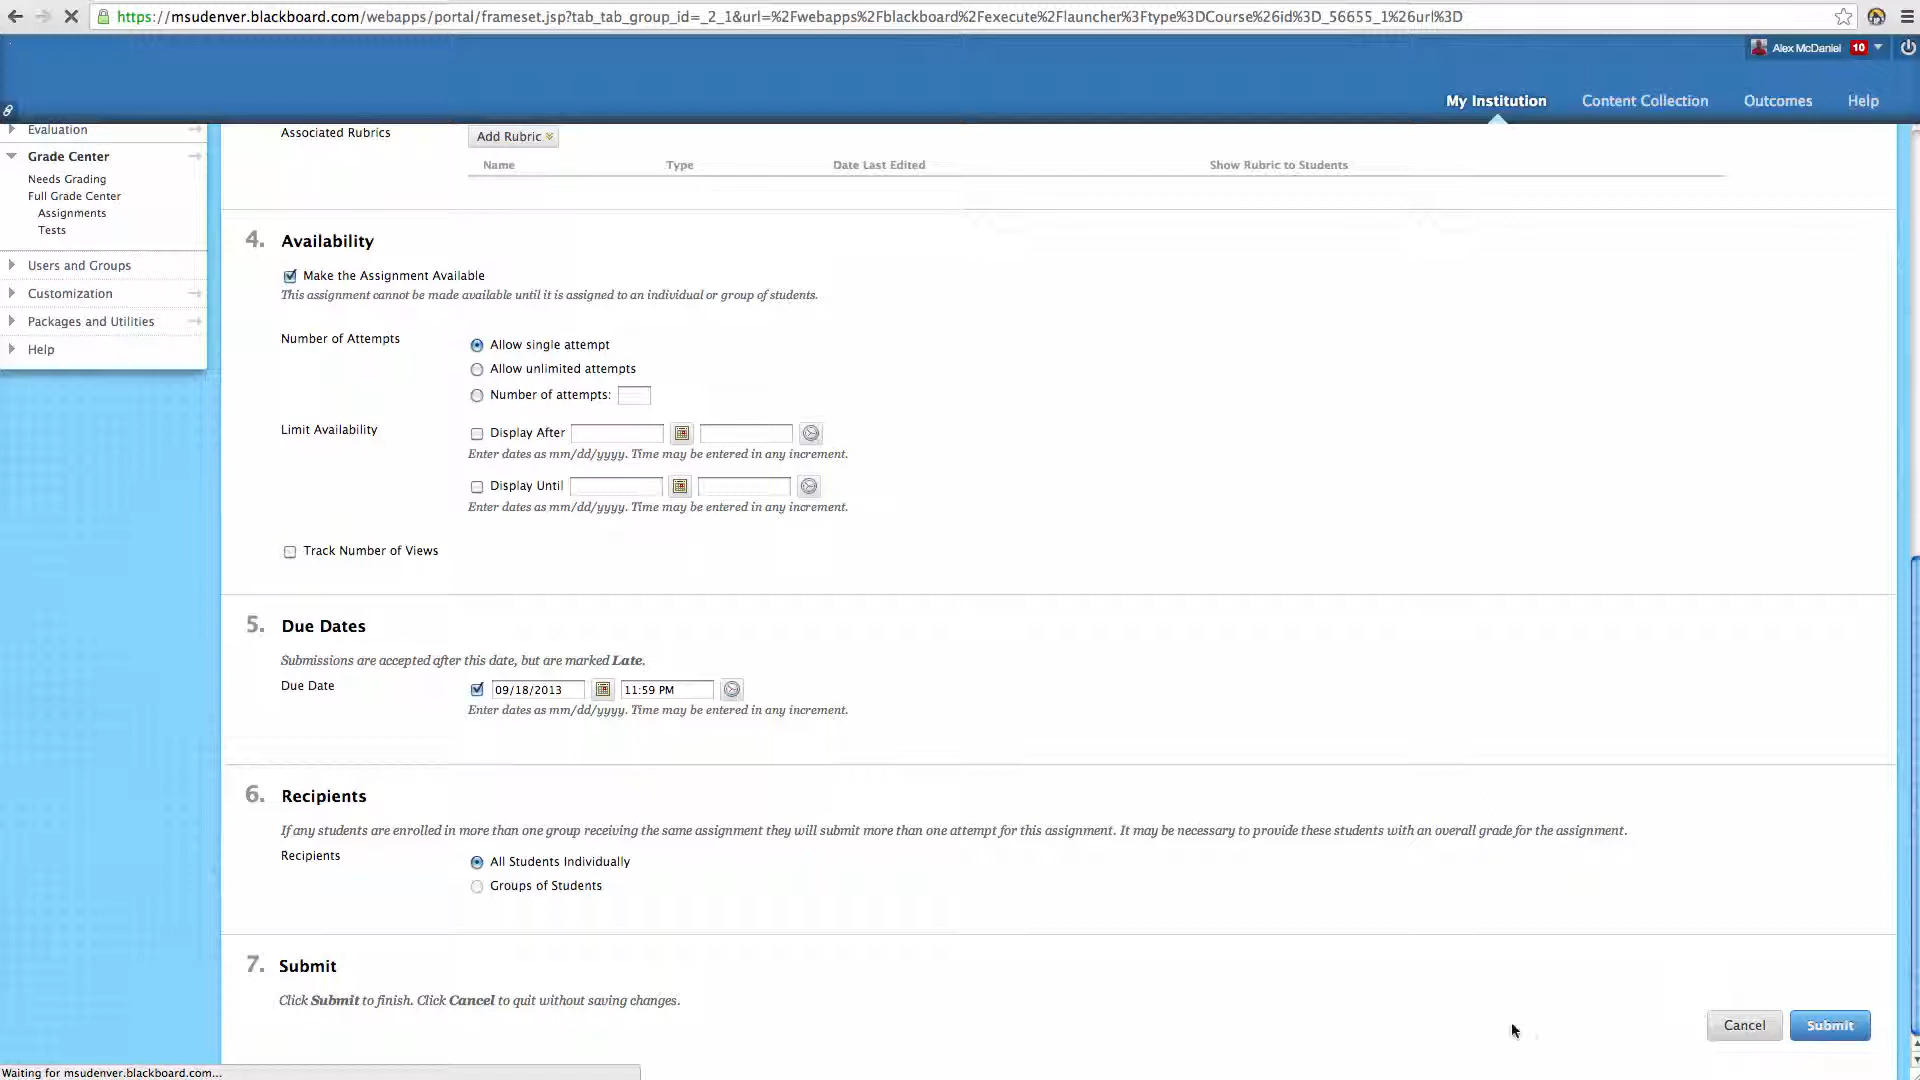 https://msudenver.blackboard.com/webapps/portal/frameset.jsp?tab_tab_group_id=_2_1&url=%2Fwebapps%2Fblackboard%2Fexecute%2Flauncher%3Ftype%3DCourse%26id%3D_56655_1%26url%3D
Alex McDaniel 10
My Institution Content Collection Outcomes Help
Evaluation
Grade Center
Needs Grading
Full Grade Center
Assignments
Tests
Users and Groups
Customization
Packages and Utilities
Help
Associated Rubrics Add Rubric
Name Type Date Last Edited Show Rubric to Students
4. Availability
Make the Assignment Available
This assignment cannot be made available until it is assigned to an individual or group of students.
Number of Attempts Allow single attempt
Allow unlimited attempts
Number of attempts:
Limit Availability Display After
Enter dates as mm/dd/yyyy. Time may be entered in any increment.
Display Until
Enter dates as mm/dd/yyyy. Time may be entered in any increment.
Track Number of Views
5. Due Dates
Submissions are accepted after this date, but are marked Late.
Due Date 09/18/2013 11:59 PM
Enter dates as mm/dd/yyyy. Time may be entered in any increment.
6. Recipients
If any students are enrolled in more than one group receiving the same assignment they will submit more than one attempt for this assignment. It may be necessary to provide these students with an overall grade for the assignment.
Recipients All Students Individually
Groups of Students
7. Submit
Click Submit to finish. Click Cancel to quit without saving changes.
Cancel Submit
Waiting for msudenver.blackboard.com...